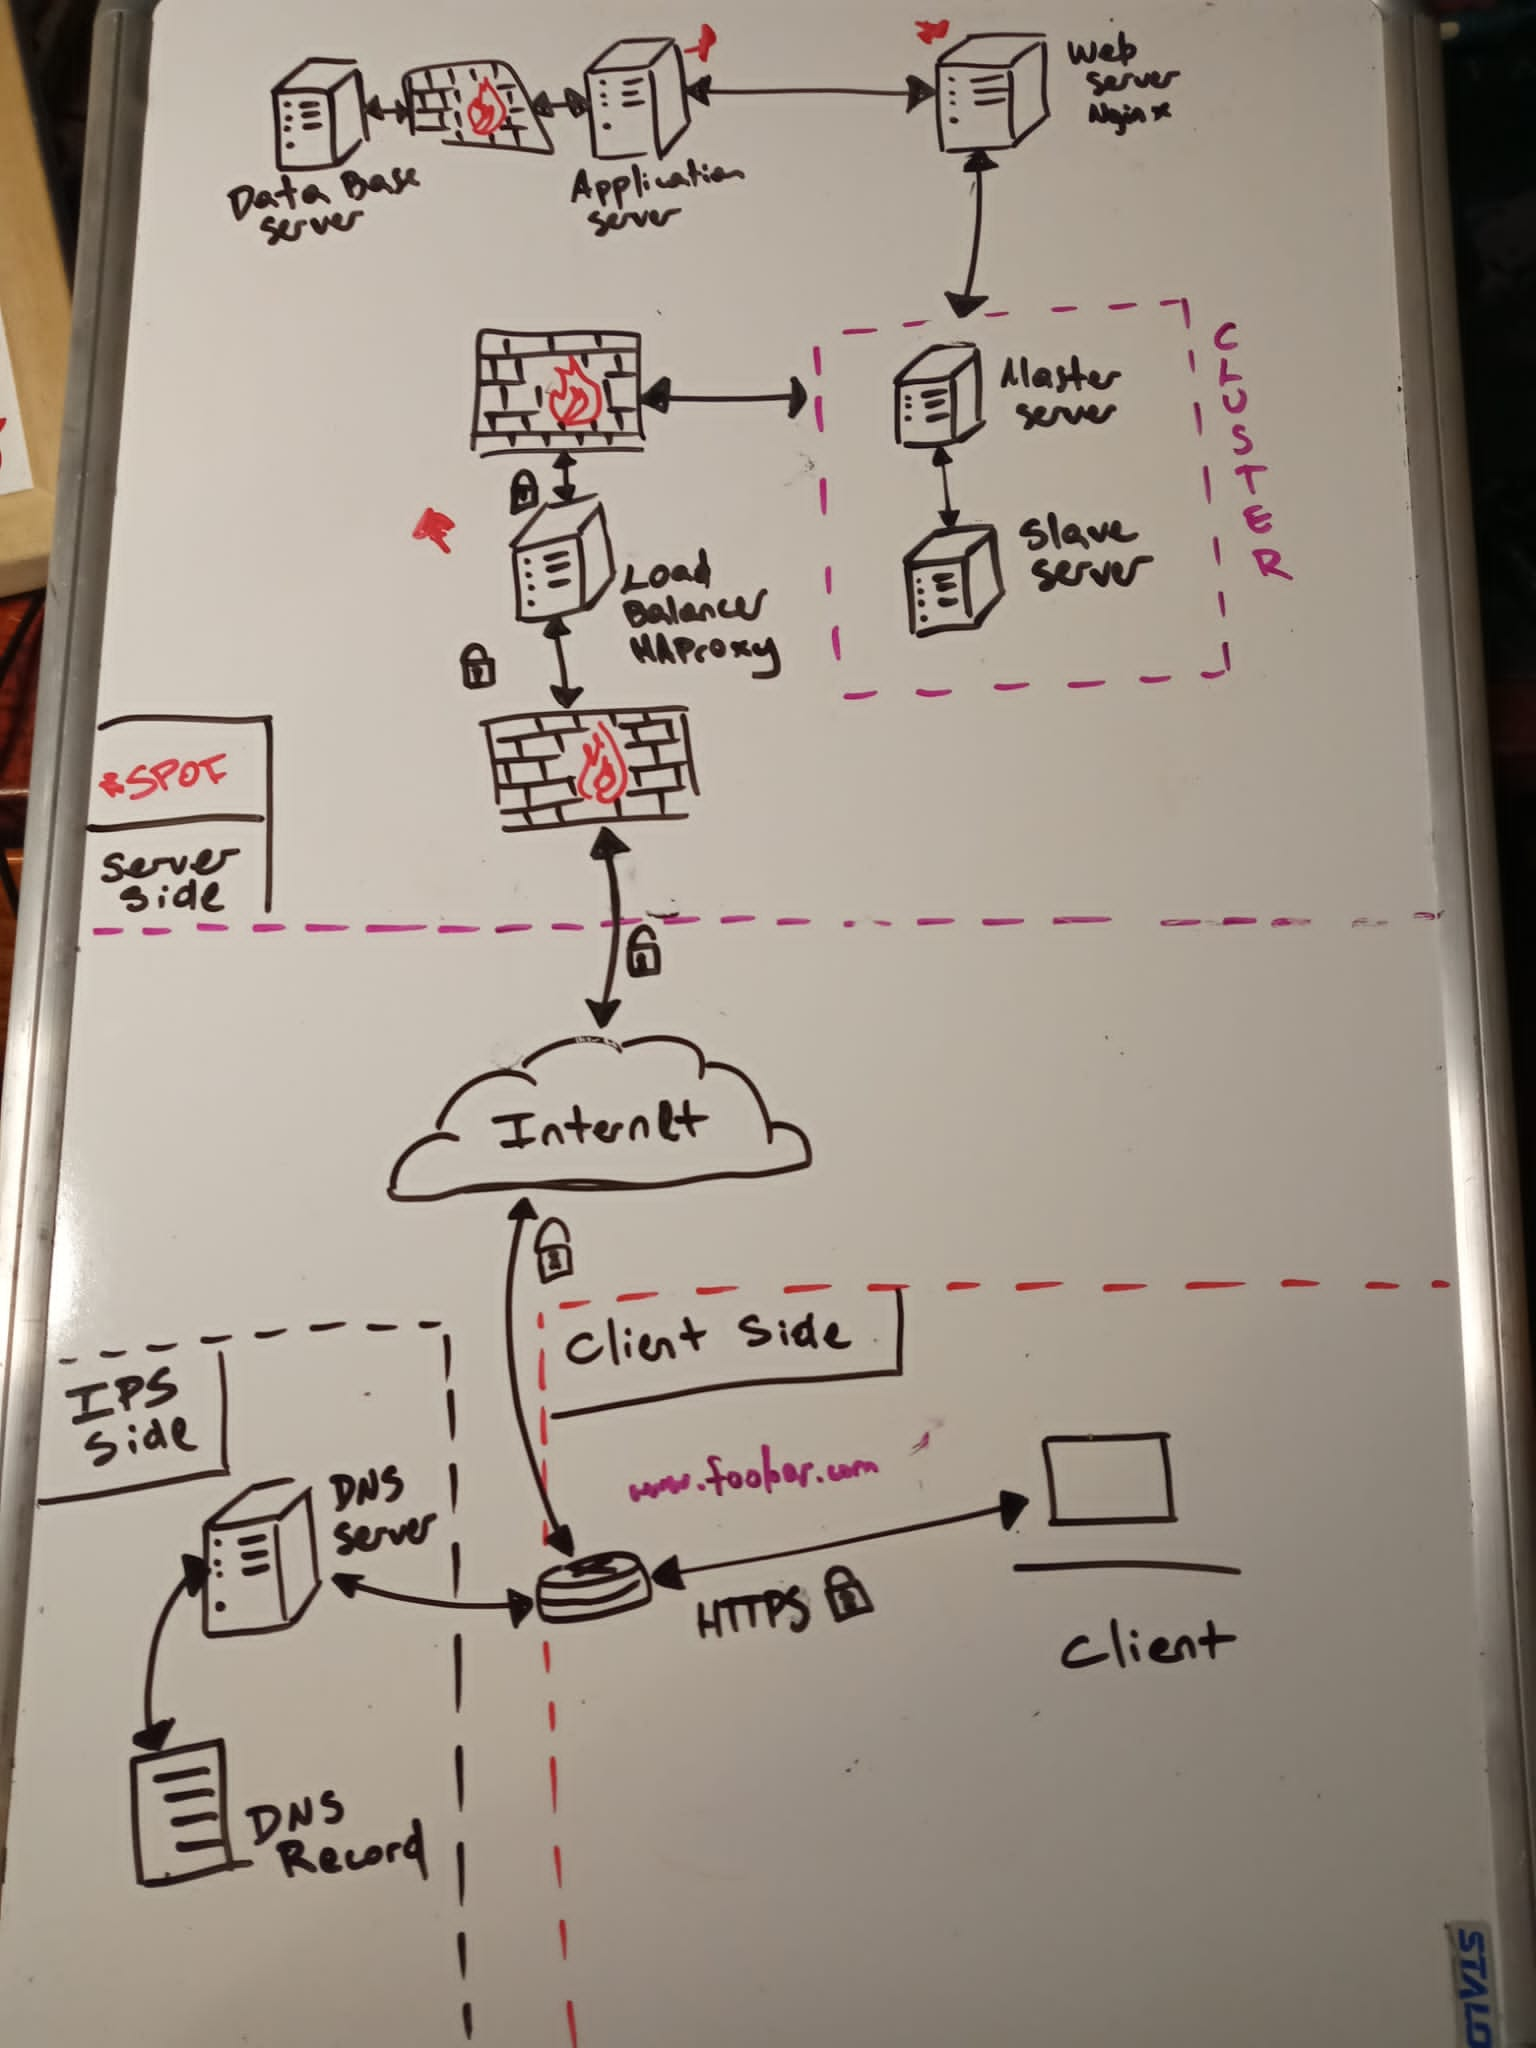 Web
server
Nginx
Data Base
server
Application
server
Master
server
Slave
server
CLUSTER
Load
Balancer
HAProxy
*SPOF
Server
side
Internet
Client Side
IPS
side
www.foobar.com
DNS
server
HTTPS
Client
DNS
Record